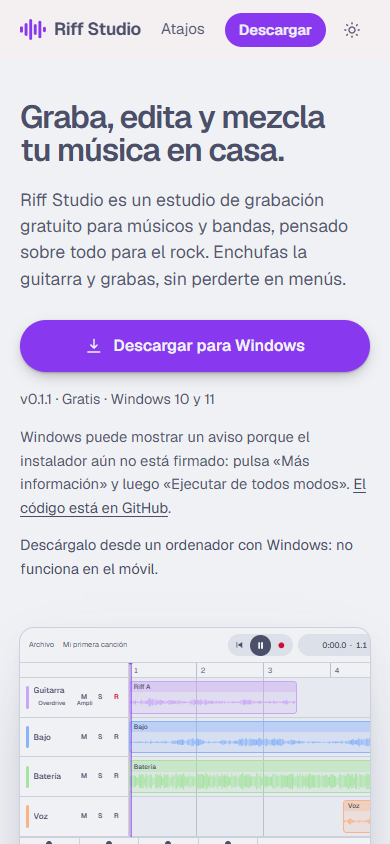 Riff Studio Atajos Descargar
Graba, edita y mezcla
tu música en casa.
Riff Studio es un estudio de grabación
gratuito para músicos y bandas, pensado
sobre todo para el rock. Enchufas la
guitarra y grabas, sin perderte en menús.
Descargar para Windows
v0.1.1 · Gratis · Windows 10 y 11
Windows puede mostrar un aviso porque el
instalador aún no está firmado: pulsa «Más
información» y luego «Ejecutar de todos modos». El
código está en GitHub.
Descárgalo desde un ordenador con Windows: no
funciona en el móvil.
Archivo Mi primera canción 0:00.0 · 1.1
1 2 3 4
Guitarra M S R Riff A
Overdrive Ampli
Bajo M S R Bajo
Batería M S R Batería
Voz M S R Voz